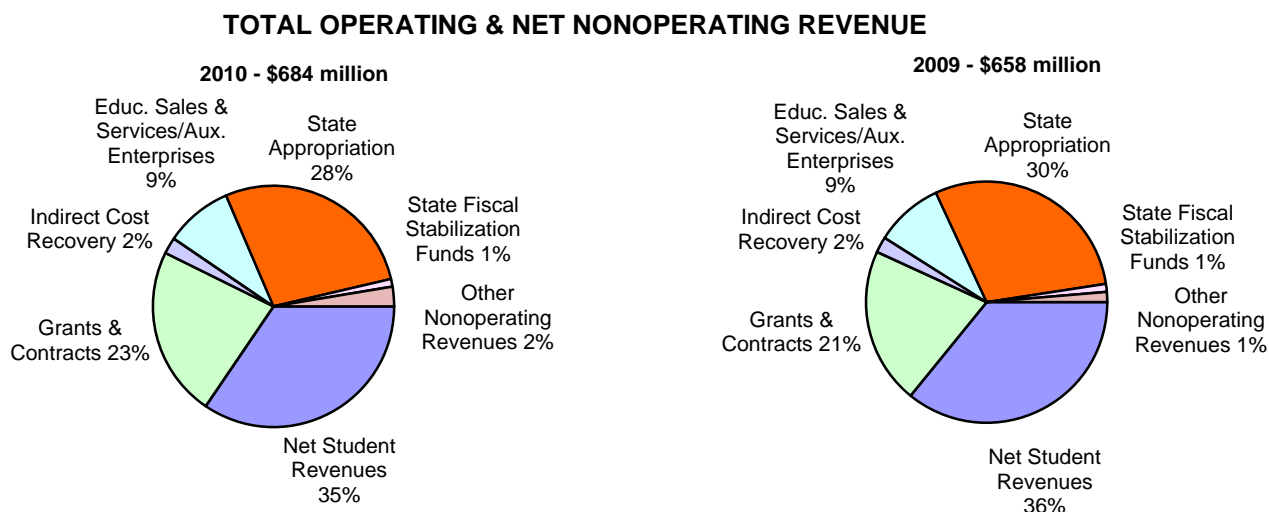 TOTAL OPERATING & NET NONOPERATING REVENUE
2010 - $684 million
Educ. Sales &
Services/Aux.
Enterprises
9%
State
Appropriation
28%
Indirect Cost
Recovery 2%
State Fiscal
Stabilization
Funds 1%
Grants &
Contracts 23%
Other
Nonoperating
Revenues 2%
Net Student
Revenues
35%
2009 - $658 million
Educ. Sales &
Services/Aux.
Enterprises
9%
State
Appropriation
30%
Indirect Cost
Recovery 2%
State Fiscal
Stabilization
Funds 1%
Grants &
Contracts 21%
Other
Nonoperating
Revenues 1%
Net Student
Revenues
36%